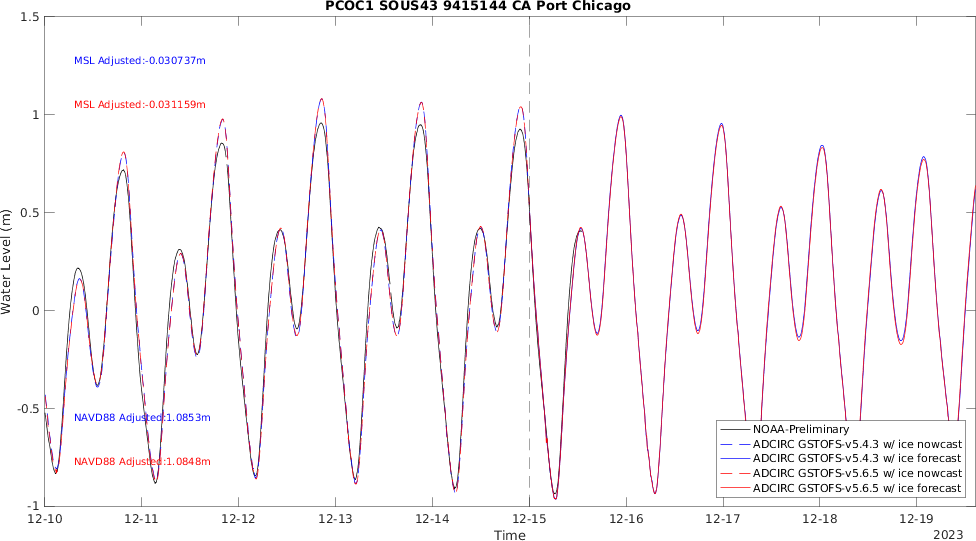 PCOC1 SOUS43 9415144 CA Port Chicago
1.5
1
0.5
0
-0.5
-1
Water Level (m)
MSL Adjusted:-0.030737m
MSL Adjusted:-0.031159m
NAVD88 Adjusted:1.0853m
NAVD88 Adjusted:1.0848m
NOAA-Preliminary
ADCIRC GSTOFS-v5.4.3 w/ ice nowcast
ADCIRC GSTOFS-v5.4.3 w/ ice forecast
ADCIRC GSTOFS-v5.6.5 w/ ice nowcast
ADCIRC GSTOFS-v5.6.5 w/ ice forecast
12-10 12-11 12-12 12-13 12-14 12-15 12-16 12-17 12-18 12-19
Time
2023